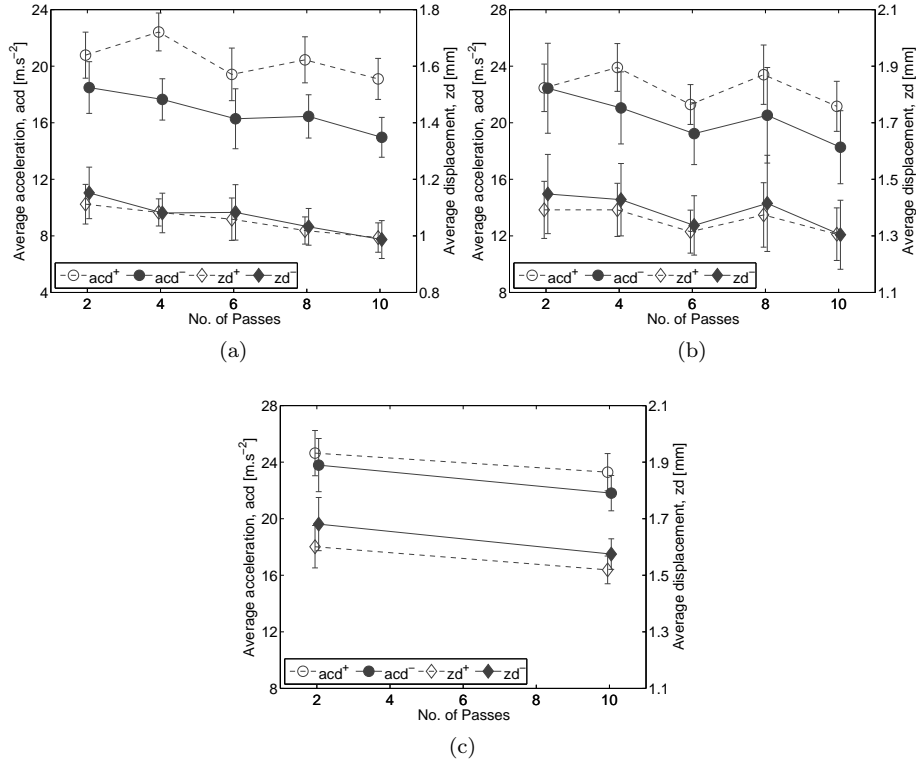 24
20
16
12
8
4
Average acceleration, acd [m.s⁻²]
1.8
1.6
1.4
1.2
1
0.8
Average displacement, zd [mm]
acd⁺ acd⁻ zd⁺ zd⁻
2 4 6 8 10
No. of Passes
(a)
28
24
20
16
12
8
Average acceleration, acd [m.s⁻²]
2.1
1.9
1.7
1.5
1.3
1.1
Average displacement, zd [mm]
acd⁺ acd⁻ zd⁺ zd⁻
2 4 6 8 10
No. of Passes
(b)
28
24
20
16
12
8
Average acceleration, acd [m.s⁻²]
2.1
1.9
1.7
1.5
1.3
1.1
Average displacement, zd [mm]
acd⁺ acd⁻ zd⁺ zd⁻
2 4 6 8 10
No. of Passes
(c)